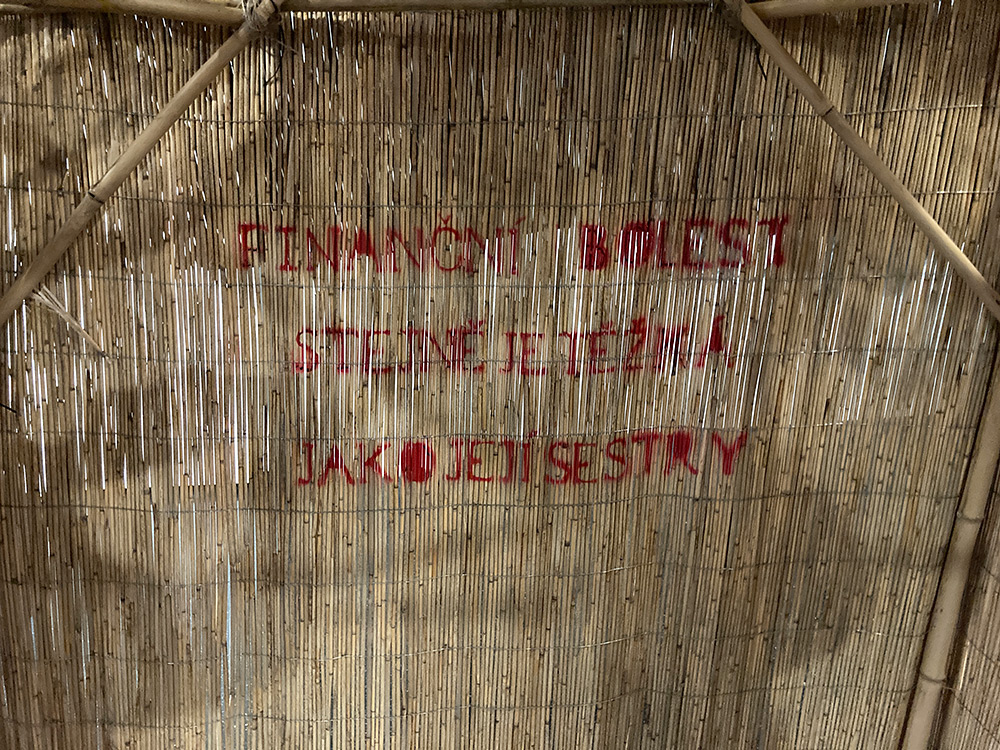 FINANČNÍ BOLEST
STEJNĚ JE TĚŽKÁ
JAKO JEJÍ SESTRY